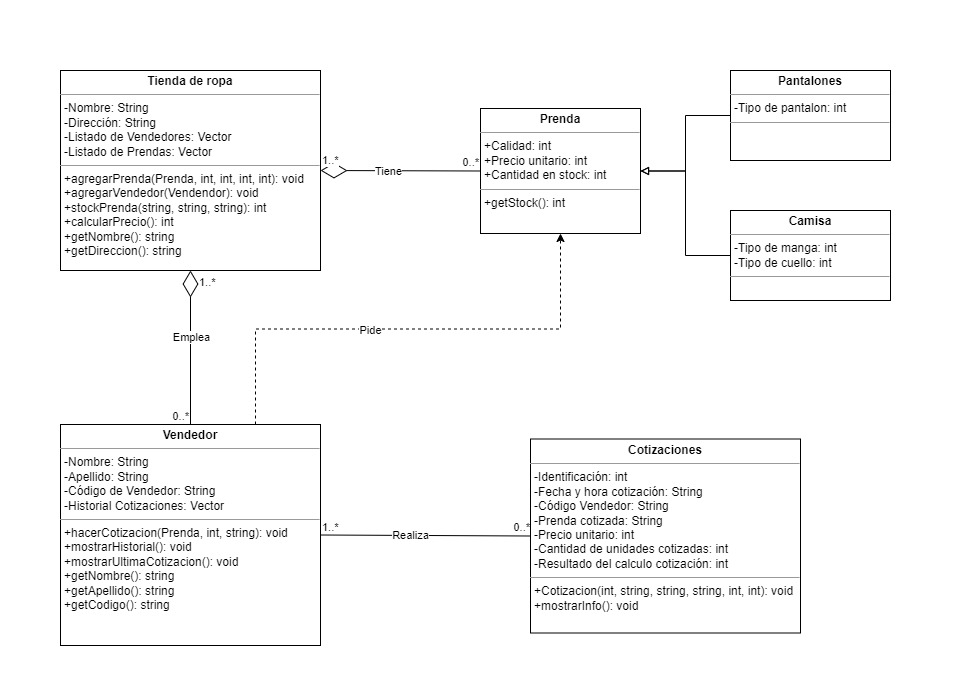 Tienda de ropa
-Nombre: String
-Dirección: String
-Listado de Vendedores: Vector
-Listado de Prendas: Vector
+agregarPrenda(Prenda, int, int, int, int): void
+agregarVendedor(Vendendor): void
+stockPrenda(string, string, string): int
+calcularPrecio(): int
+getNombre(): string
+getDireccion(): string
1..*
Tiene
0..*
Prenda
+Calidad: int
+Precio unitario: int
+Cantidad en stock: int
+getStock(): int
Pantalones
-Tipo de pantalon: int
Camisa
-Tipo de manga: int
-Tipo de cuello: int
1..*
Emplea
0..*
Pide
Vendedor
-Nombre: String
-Apellido: String
-Código de Vendedor: String
-Historial Cotizaciones: Vector
+hacerCotizacion(Prenda, int, string): void
+mostrarHistorial(): void
+mostrarUltimaCotizacion(): void
+getNombre(): string
+getApellido(): string
+getCodigo(): string
1..*
Realiza
0..*
Cotizaciones
-Identificación: int
-Fecha y hora cotización: String
-Código Vendedor: String
-Prenda cotizada: String
-Precio unitario: int
-Cantidad de unidades cotizadas: int
-Resultado del calculo cotización: int
+Cotizacion(int, string, string, string, int, int): void
+mostrarInfo(): void